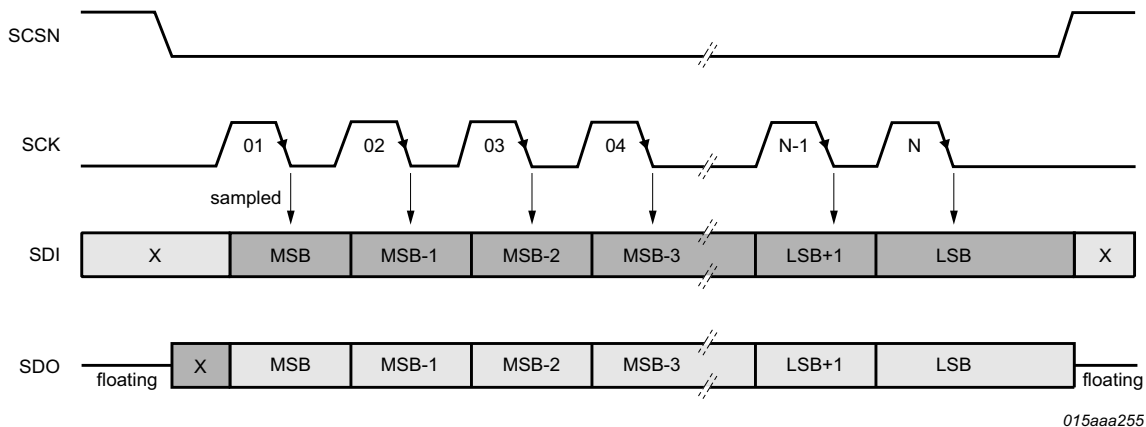 SCSN
SCK 01 02 03 04 N-1 N
sampled
SDI X MSB MSB-1 MSB-2 MSB-3 LSB+1 LSB X
SDO X MSB MSB-1 MSB-2 MSB-3 LSB+1 LSB
floating floating
015aaa255